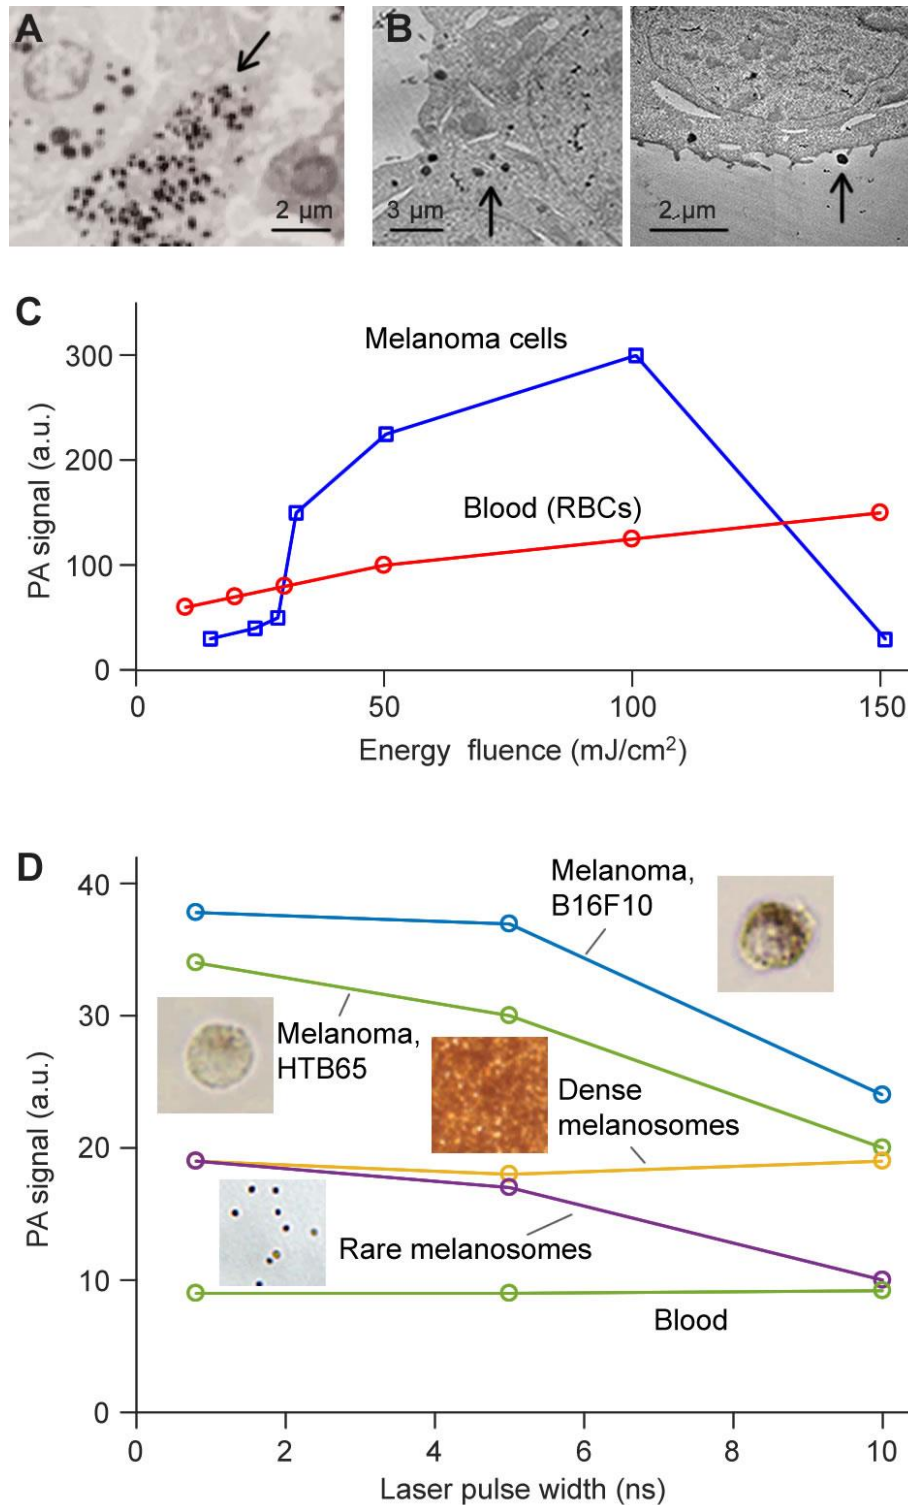 A
2 µm
B
3 µm
2 µm
C
PA signal (a.u.)
300
200
100
0
Melanoma cells
Blood (RBCs)
0 50 100 150
Energy fluence (mJ/cm²)
D
PA signal (a.u.)
40
30
20
10
0
Melanoma,
B16F10
Melanoma,
HTB65
Dense
melanosomes
Rare melanosomes
Blood
0 2 4 6 8 10
Laser pulse width (ns)